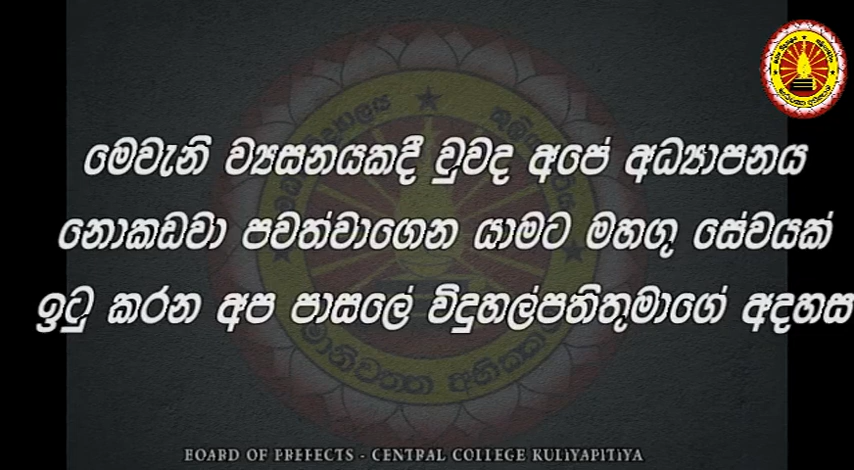 මෙවැනි ව්‍යසනයකදී වුවද අපේ අධ්‍යාපනය
නොකඩවා පවත්වාගෙන යාමට මහගු සේවයක්
ඉටු කරන අප පාසලේ විදුහල්පතිතුමාගේ අදහස
BOARD OF PREFECTS - CENTRAL COLLEGE KULIYAPITIYA